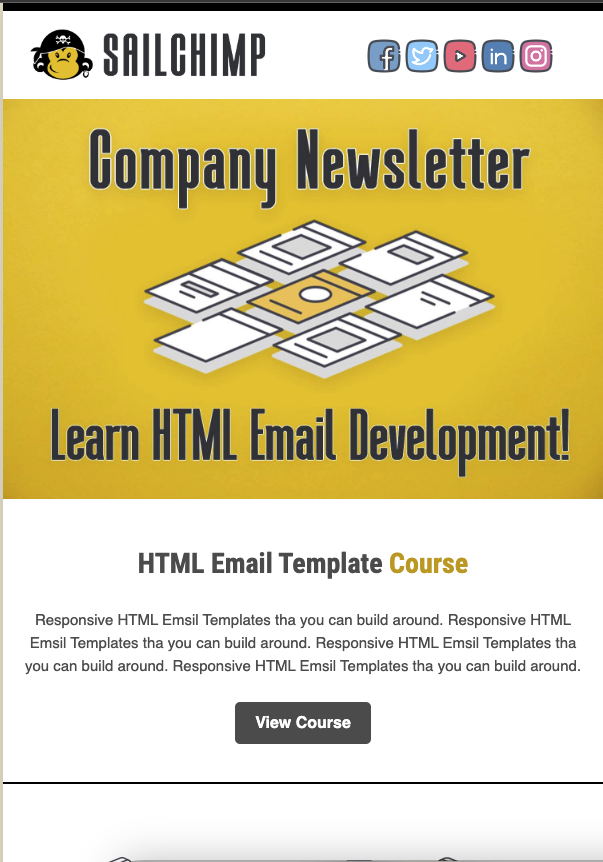 SAILCHIMP
Company Newsletter
Learn HTML Email Development!
HTML Email Template Course
Responsive HTML Emsil Templates tha you can build around. Responsive HTML
Emsil Templates tha you can build around. Responsive HTML Emsil Templates tha
you can build around. Responsive HTML Emsil Templates tha you can build around.
View Course